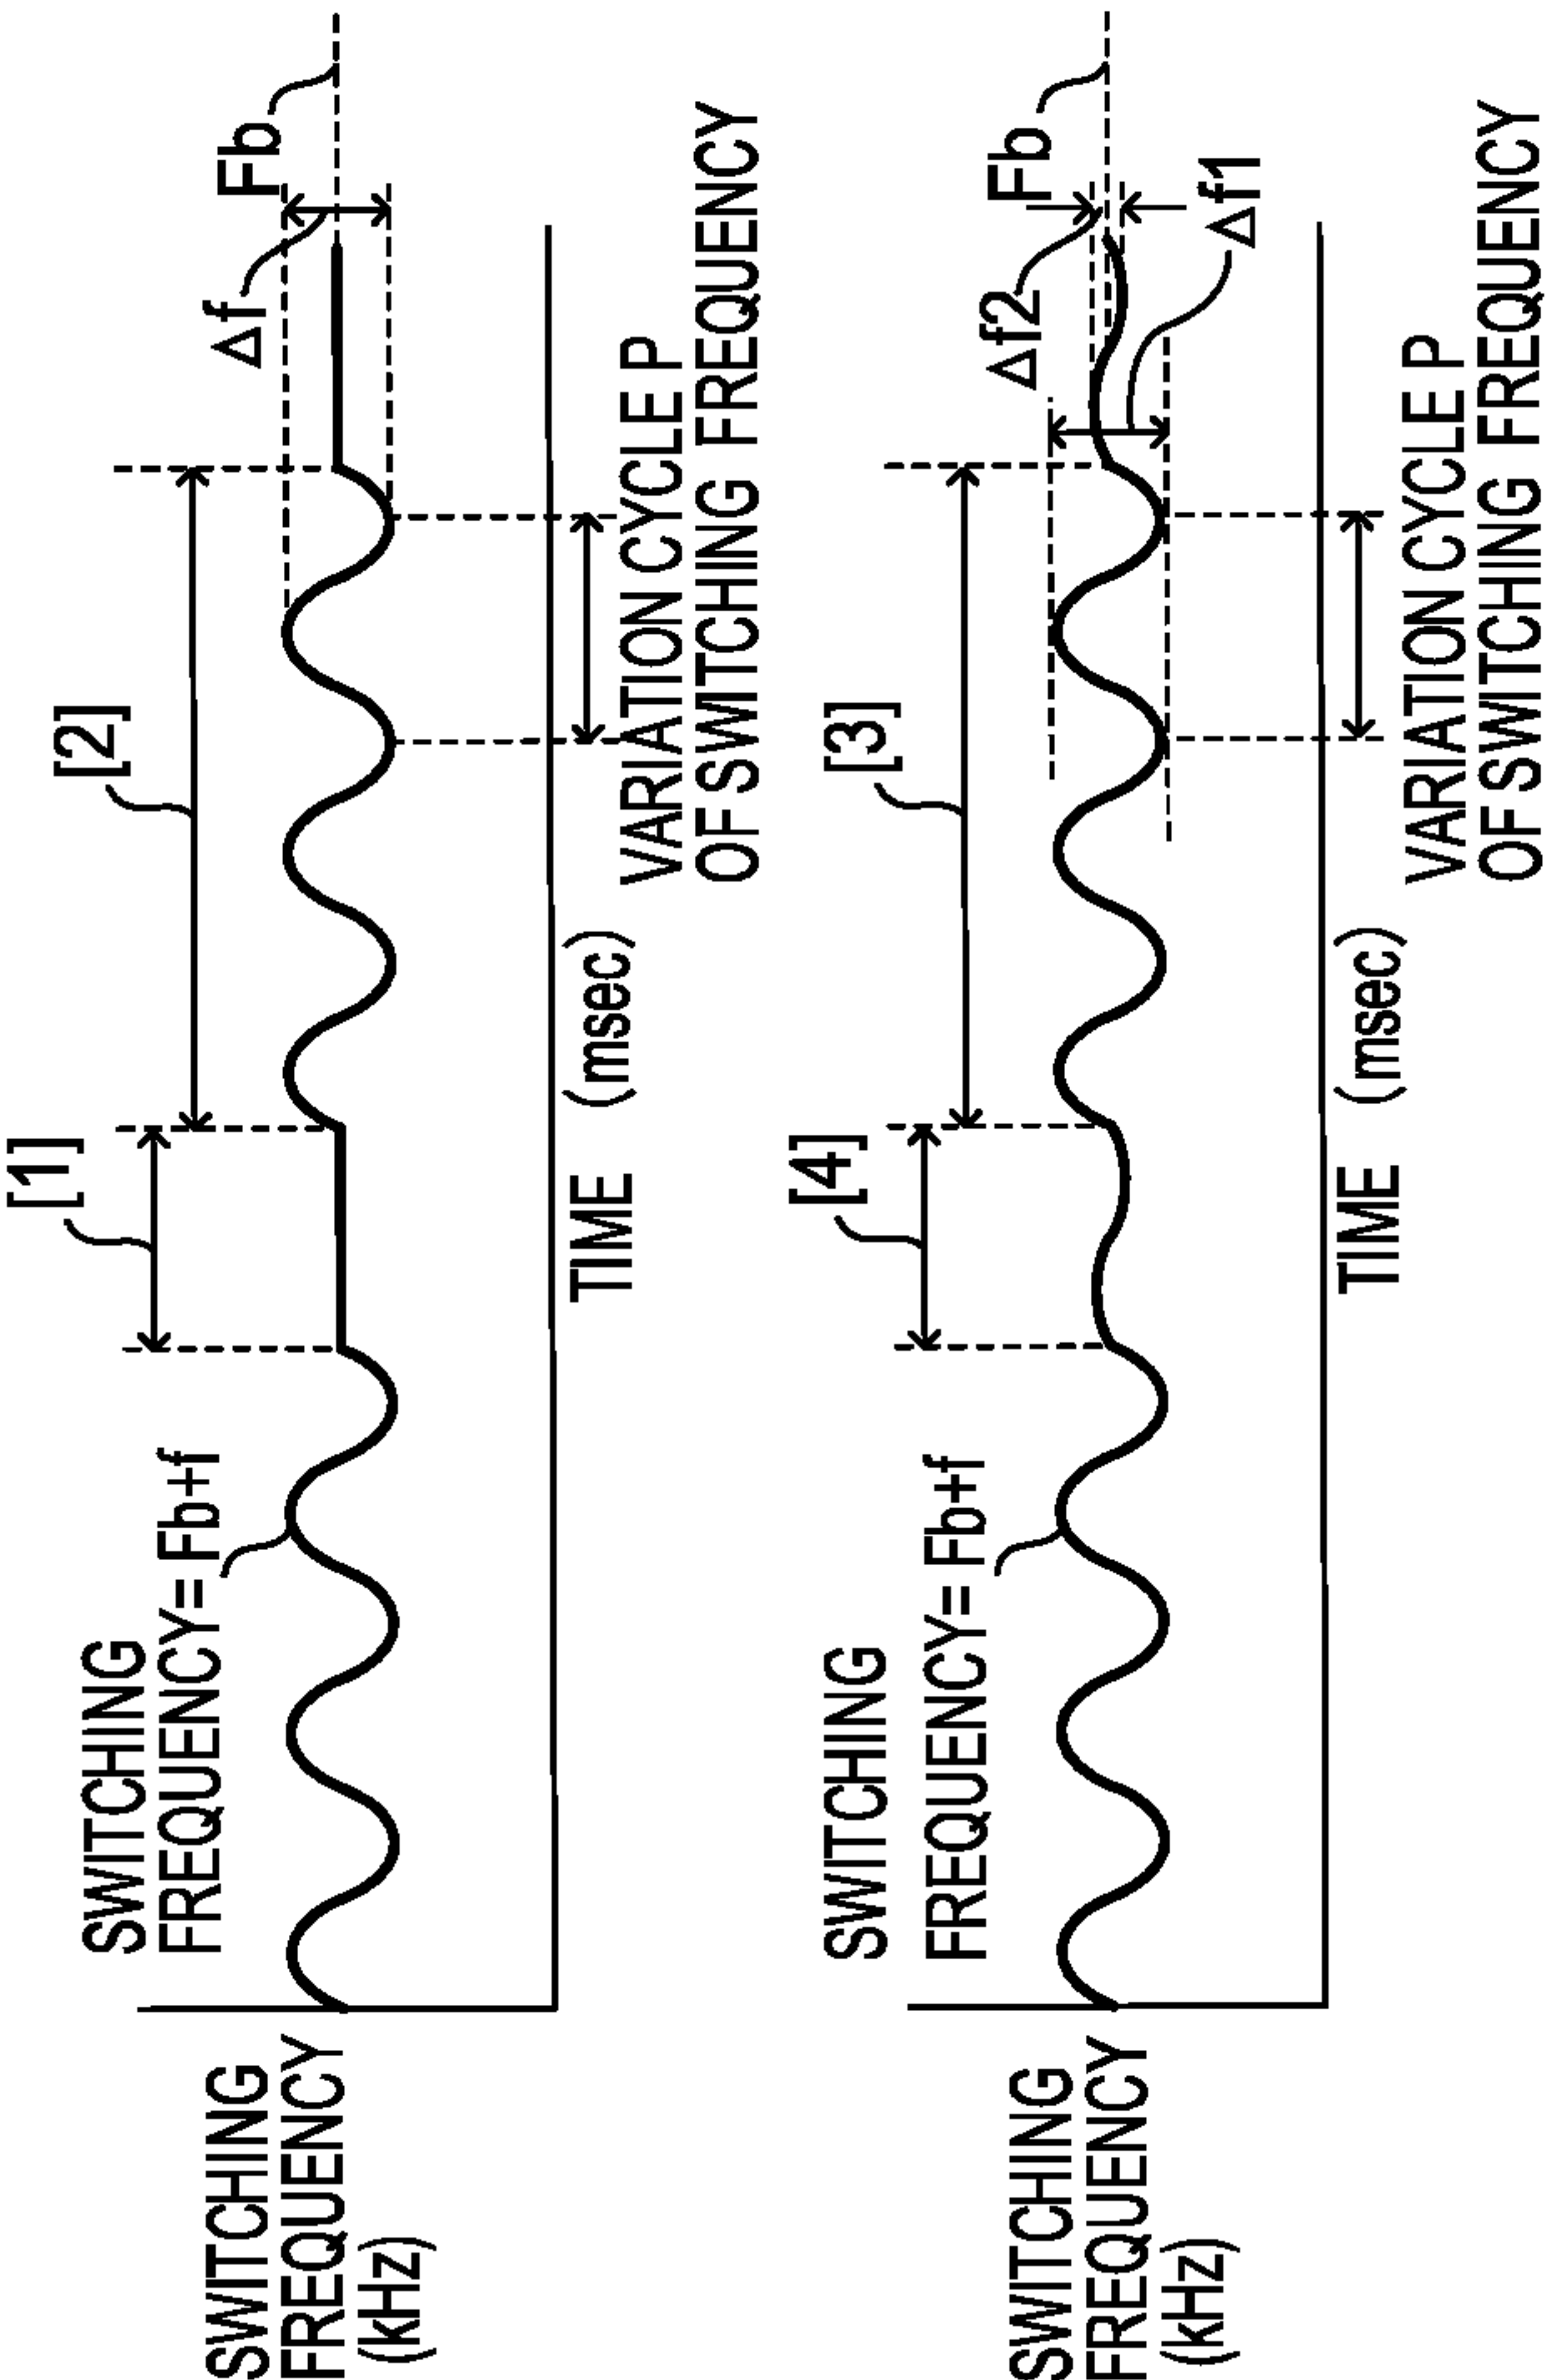 SWITCHING
FREQUENCY
(kHz)
SWITCHING
FREQUENCY= Fb+f
[1]
[2]
Δf
Fb
TIME (msec)
VARIATION CYCLE P
OF SWITCHING FREQUENCY
SWITCHING
FREQUENCY
(kHz)
SWITCHING
FREQUENCY= Fb+f
[4]
[3]
Δf2
Fb
Δf1
TIME (msec)
VARIATION CYCLE P
OF SWITCHING FREQUENCY